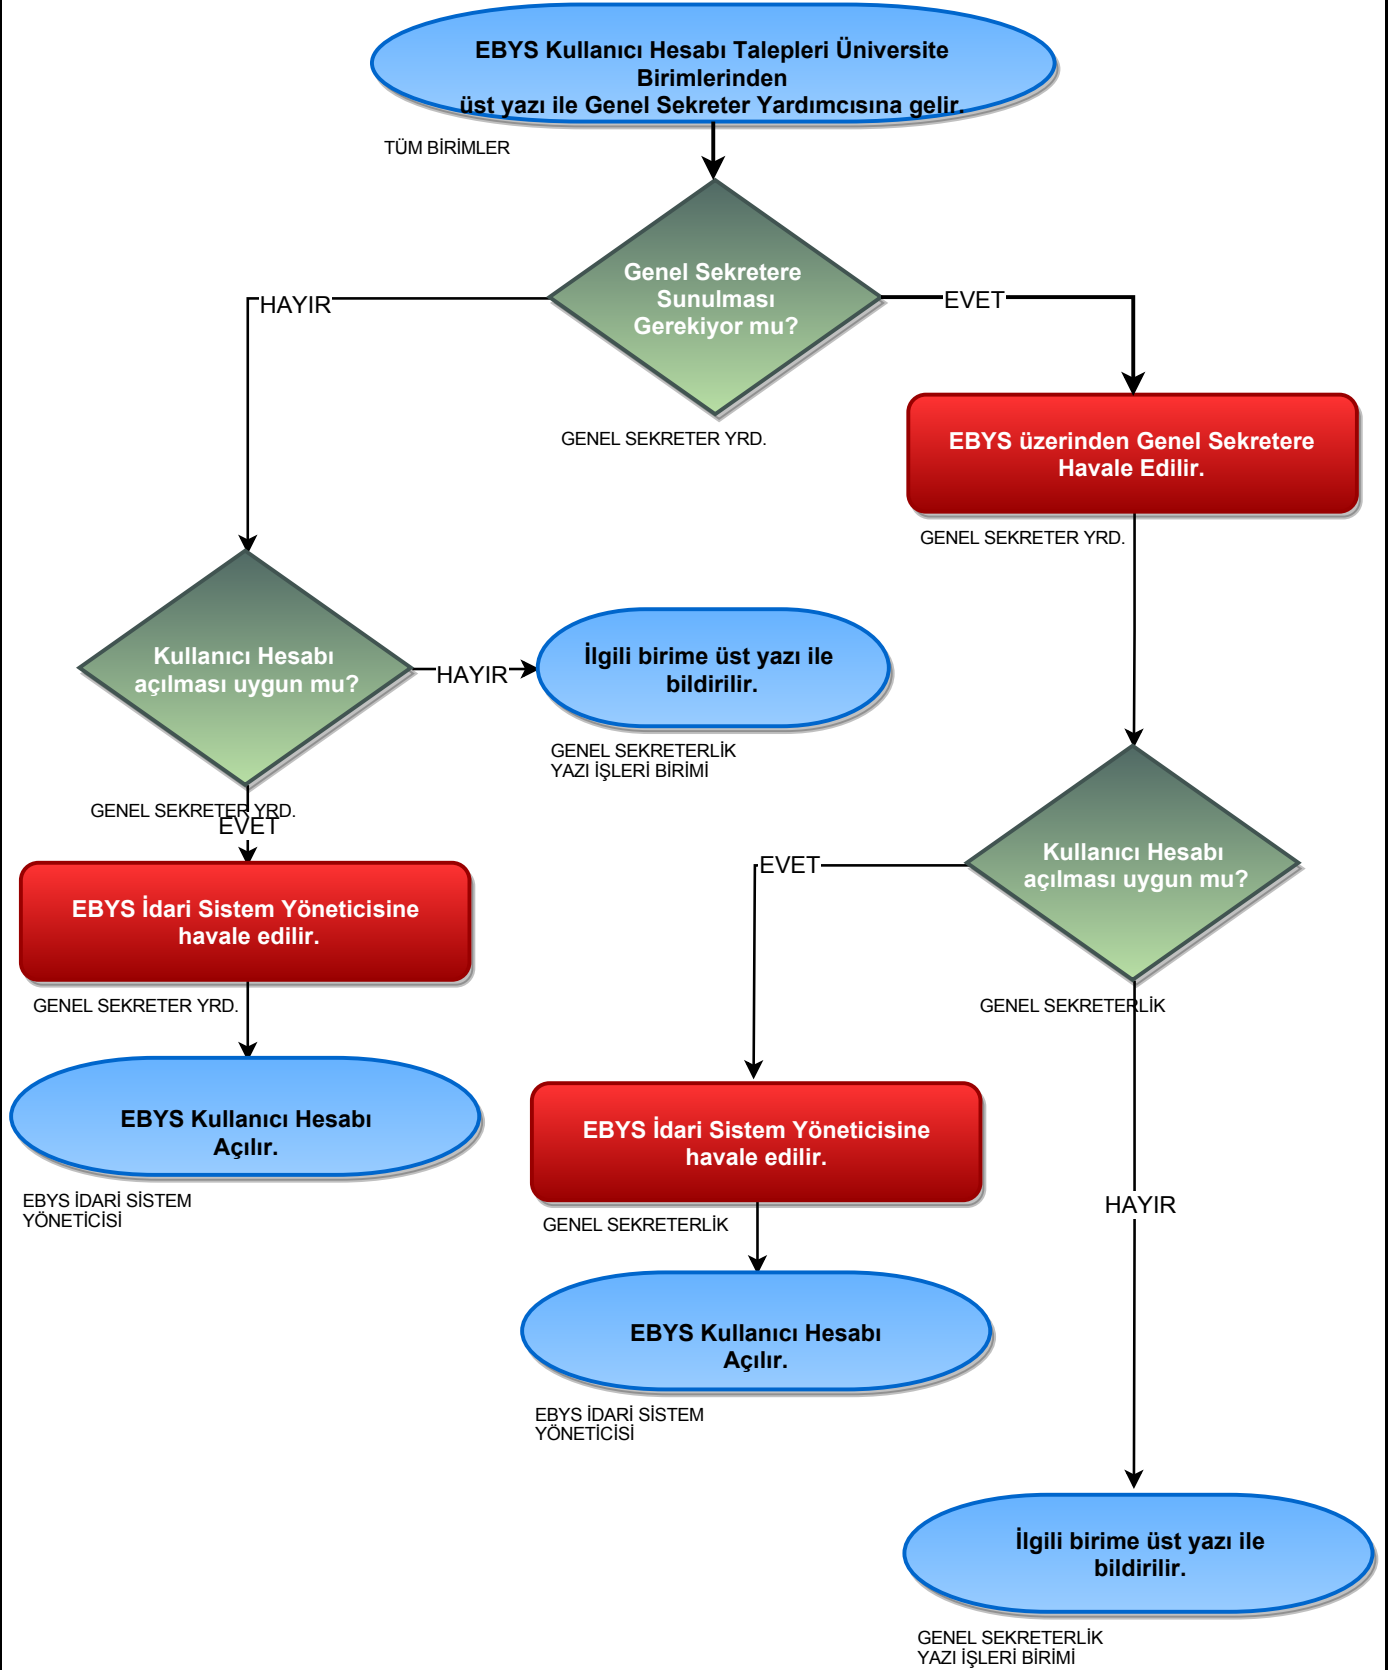 EBYS Kullanıcı Hesabı Talepleri Üniversite
Birimlerinden
üst yazı ile Genel Sekreter Yardımcısına gelir.
TÜM BİRİMLER
Genel Sekretere
Sunulması
Gerekiyor mu?
HAYIR
EVET
GENEL SEKRETER YRD.
EBYS üzerinden Genel Sekretere
Havale Edilir.
GENEL SEKRETER YRD.
Kullanıcı Hesabı
açılması uygun mu?
HAYIR
İlgili birime üst yazı ile
bildirilir.
GENEL SEKRETERLİK
YAZI İŞLERİ BİRİMİ
GENEL SEKRETER YRD.
EVET
EBYS İdari Sistem Yöneticisine
havale edilir.
GENEL SEKRETER YRD.
EBYS Kullanıcı Hesabı
Açılır.
EBYS İDARİ SİSTEM
YÖNETİCİSİ
Kullanıcı Hesabı
açılması uygun mu?
EVET
GENEL SEKRETERLİK
EBYS İdari Sistem Yöneticisine
havale edilir.
GENEL SEKRETERLİK
HAYIR
EBYS Kullanıcı Hesabı
Açılır.
EBYS İDARİ SİSTEM
YÖNETİCİSİ
İlgili birime üst yazı ile
bildirilir.
GENEL SEKRETERLİK
YAZI İŞLERİ BİRİMİ